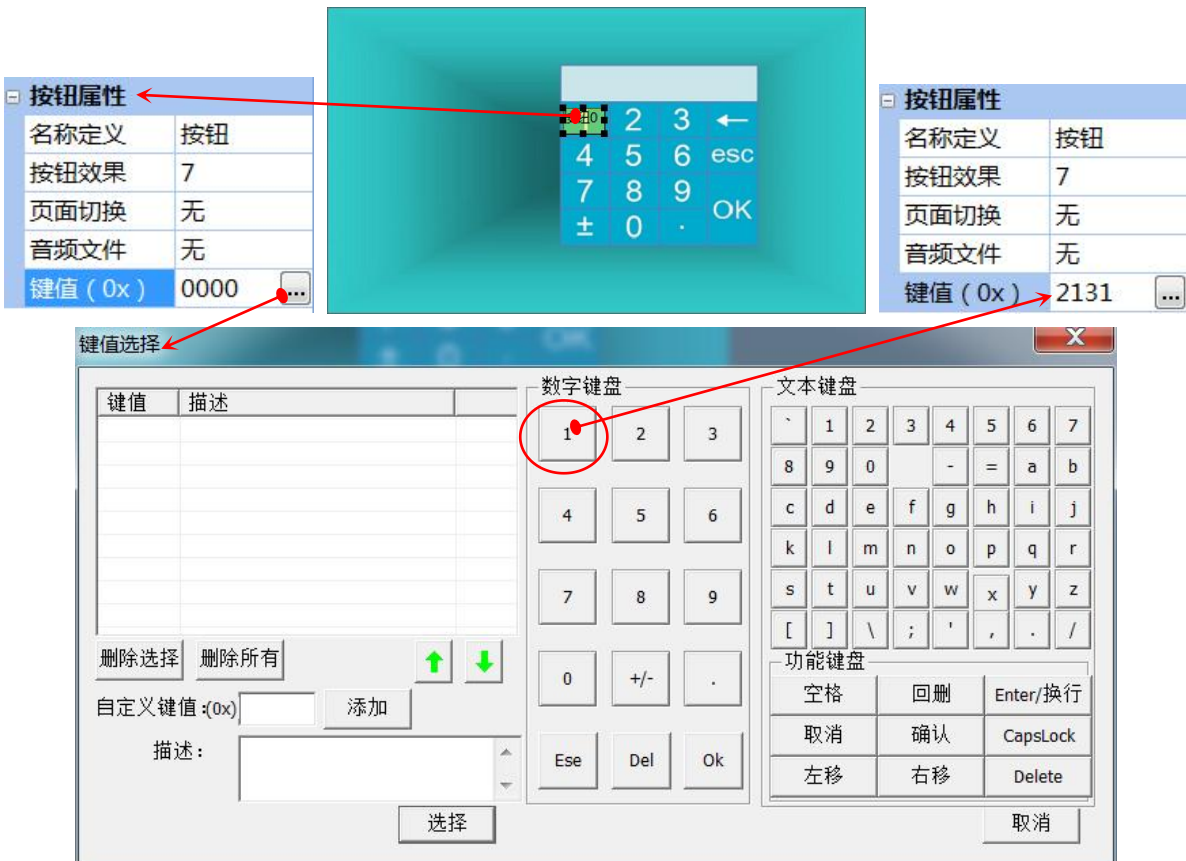 按钮属性
名称定义 按钮
按钮效果 7
页面切换 无
音频文件 无
键值(0x) 0000 ...
2 3 ←
4 5 6 esc
7 8 9 OK
± 0 ·
按钮属性
名称定义 按钮
按钮效果 7
页面切换 无
音频文件 无
键值(0x) 2131 ...
键值选择 X
键值 描述
删除选择 删除所有
自定义键值:(0x) 添加
描述:
选择
数字键盘
1 2 3
4 5 6
7 8 9
0 +/- .
Ese Del Ok
文本键盘
` 1 2 3 4 5 6 7
8 9 0 - = a b
c d e f g h i j
k l m n o p q r
s t u v w x y z
[ ] \ ; ' , . /
功能键盘
空格 回删 Enter/换行
取消 确认 CapsLock
左移 右移 Delete
取消